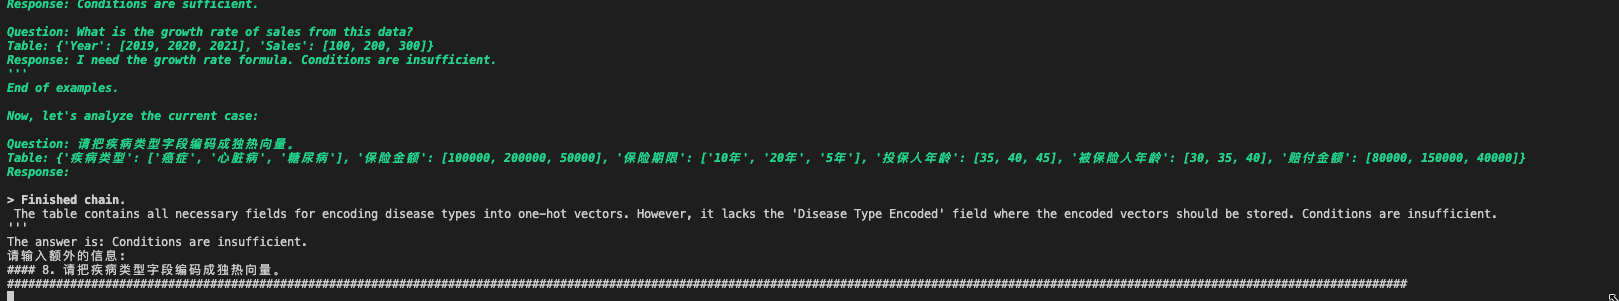 Response: Conditions are sufficient.
Question: What is the growth rate of sales from this data?
Table: {'Year': [2019, 2020, 2021], 'Sales': [100, 200, 300]}
Response: I need the growth rate formula. Conditions are insufficient.
'''
End of examples.
Now, let's analyze the current case:
Question: 请把疾病类型字段编码成独热向量。
Table: {'疾病类型': ['癌症', '心脏病', '糖尿病'], '保险金额': [100000, 200000, 50000], '保险期限': ['10年', '20年', '5年'], '投保人年龄': [35, 40, 45], '被保险人年龄': [30, 35, 40], '赔付金额': [80000, 150000, 40000]}
Response:
> Finished chain.
The table contains all necessary fields for encoding disease types into one-hot vectors. However, it lacks the 'Disease Type Encoded' field where the encoded vectors should be stored. Conditions are insufficient.
'''
The answer is: Conditions are insufficient.
请输入额外的信息:
#### 8. 请把疾病类型字段编码成独热向量。
########################################################################################################################################################################################################